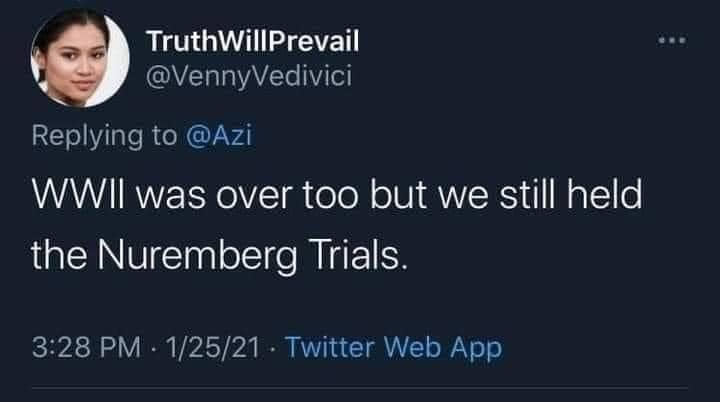 TruthWillPrevail
@VennyVedivici
Replying to @Azi
WWII was over too but we still held
the Nuremberg Trials.
3:28 PM · 1/25/21 · Twitter Web App